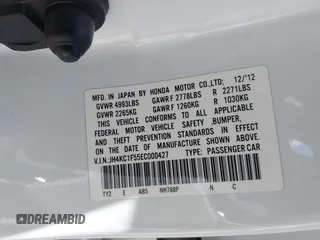 MFD. IN JAPAN BY HONDA MOTOR CO.,LTD. 12/'12
GVWR 4993LBS GAWR F 2778LBS R 2271LBS
GVWR 2265KG GAWR F 1260KG R 1030KG
THIS VEHICLE CONFORMS TO ALL APPLICABLE
FEDERAL MOTOR VEHICLE SAFETY, BUMPER,
AND THEFT PREVENTION STANDARDS IN EFFECT
ON THE DATE OF MANUFACTURE SHOWN ABOVE.
V.I.N.:JH4KC1F55EC000427 TYPE: PASSENGER CAR
TY2 E AB5 NH788P -N -C
DREAMBID